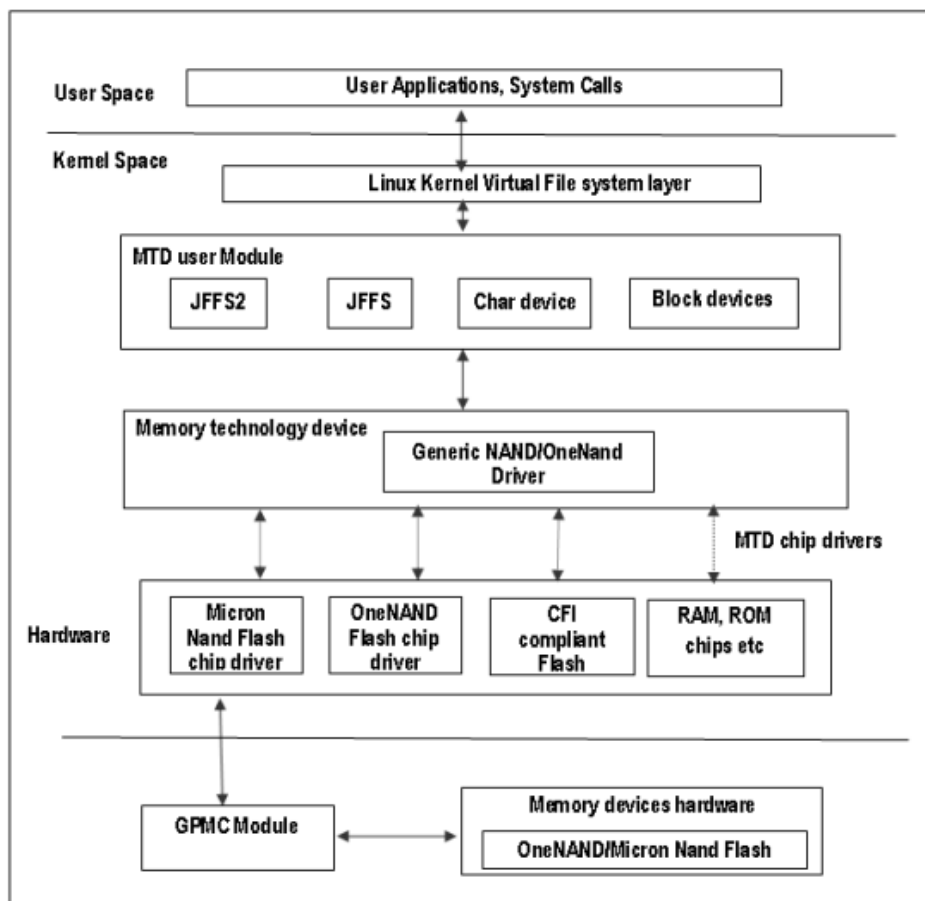 User Space
User Applications, System Calls
Kernel Space
Linux Kernel Virtual File system layer
MTD user Module
JFFS2
JFFS
Char device
Block devices
Memory technology device
Generic NAND/OneNand
Driver
MTD chip drivers
Hardware
Micron
Nand Flash
chip driver
OneNAND
Flash chip
driver
CFI
compliant
Flash
RAM, ROM
chips etc
GPMC Module
Memory devices hardware
OneNAND/Micron Nand Flash